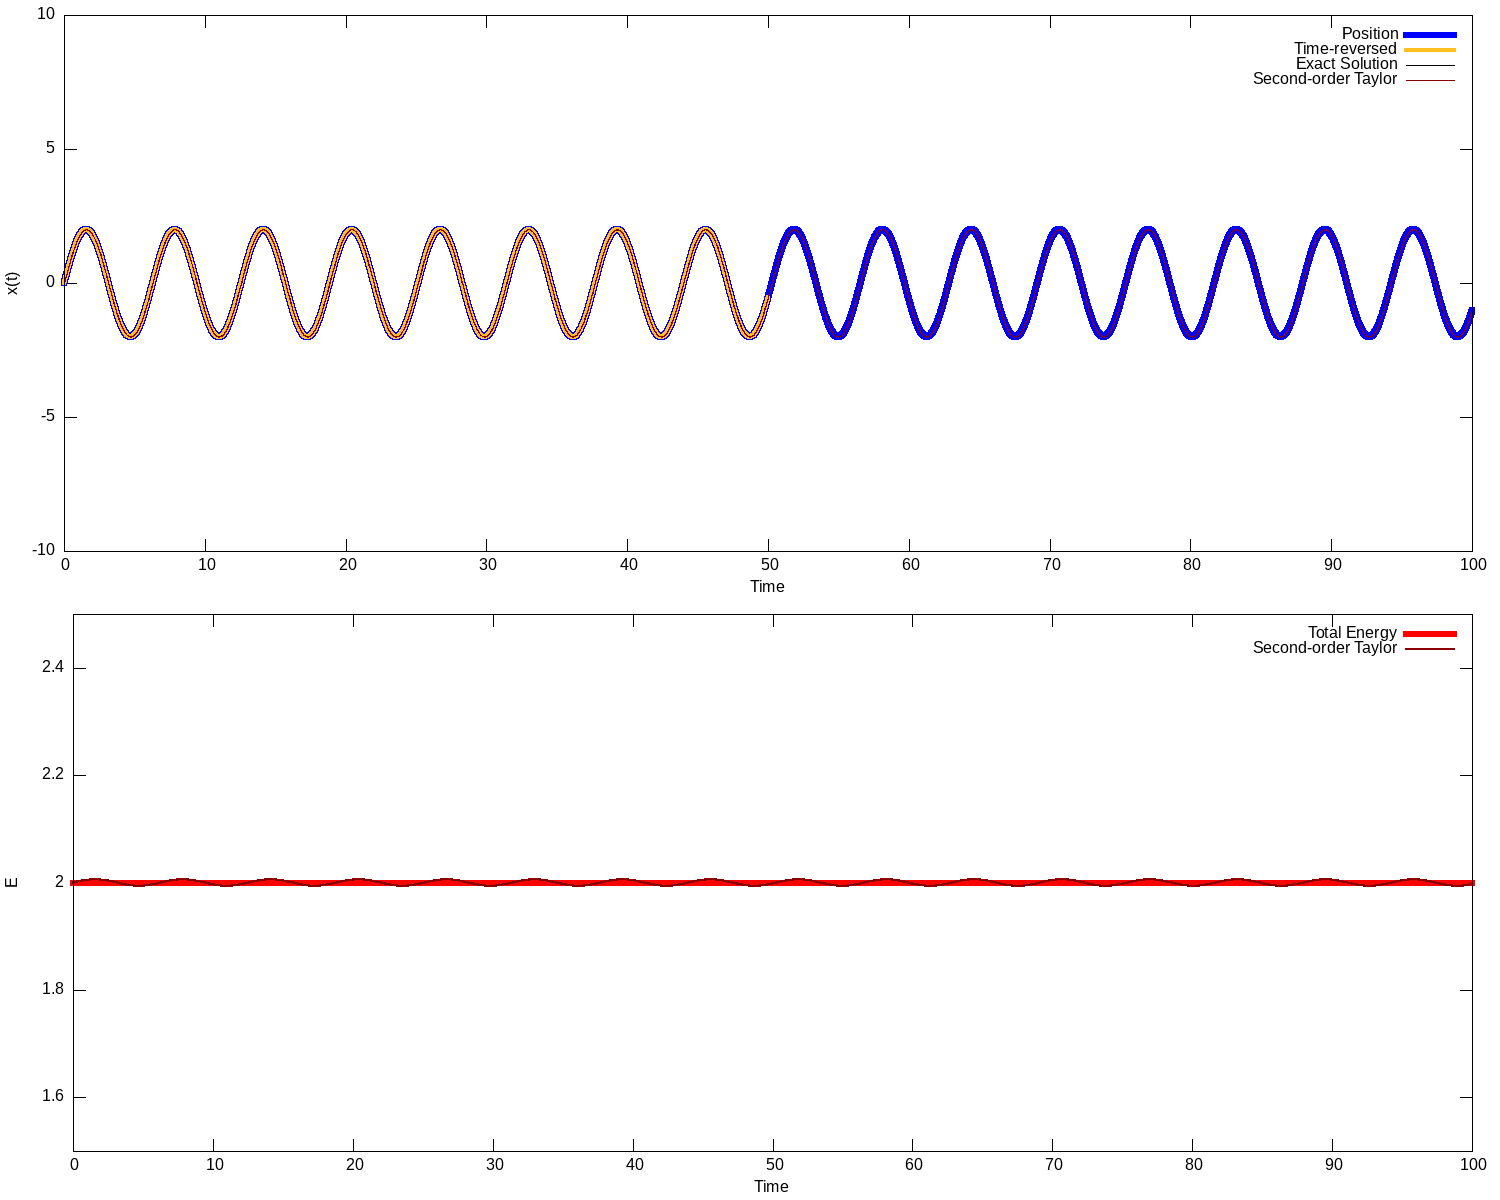 10
5
0
-5
-10
x(t)
Position
Time-reversed
Exact Solution
Second-order Taylor
0 10 20 30 40 50 60 70 80 90 100
Time
2.4
2.2
2
1.8
1.6
E
Total Energy
Second-order Taylor
0 10 20 30 40 50 60 70 80 90 100
Time